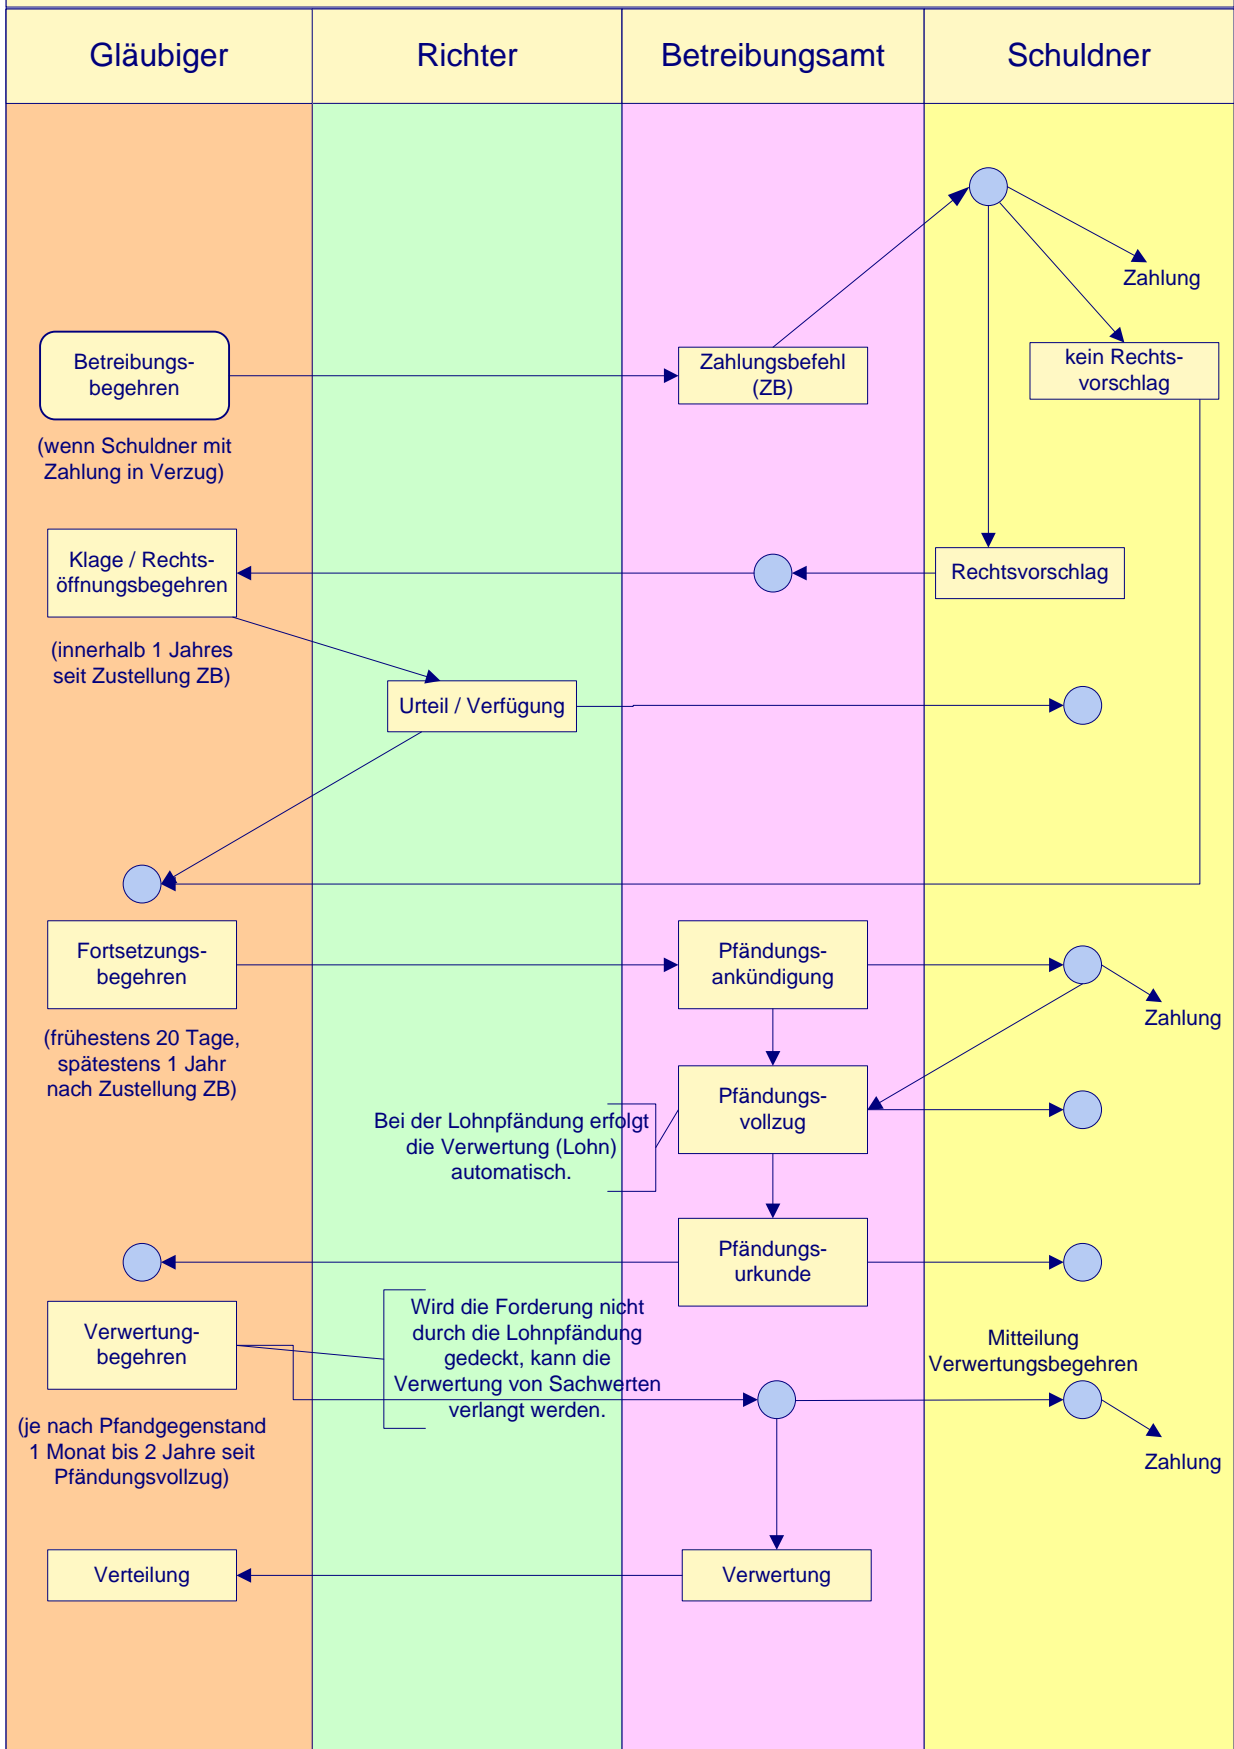 Gläubiger
Richter
Betreibungsamt
Schuldner
Zahlung
Betreibungs-
begehren
Zahlungsbefehl
(ZB)
kein Rechts-
vorschlag
(wenn Schuldner mit
Zahlung in Verzug)
Klage / Rechts-
öffnungsbegehren
Rechtsvorschlag
(innerhalb 1 Jahres
seit Zustellung ZB)
Urteil / Verfügung
Fortsetzungs-
begehren
Pfändungs-
ankündigung
Zahlung
(frühestens 20 Tage,
spätestens 1 Jahr
nach Zustellung ZB)
Pfändungs-
vollzug
Bei der Lohnpfändung erfolgt
die Verwertung (Lohn)
automatisch.
Pfändungs-
urkunde
Verwertung-
begehren
Wird die Forderung nicht
durch die Lohnpfändung
gedeckt, kann die
Verwertung von Sachwerten
verlangt werden.
Mitteilung
Verwertungsbegehren
(je nach Pfandgegenstand
1 Monat bis 2 Jahre seit
Pfändungsvollzug)
Zahlung
Verteilung
Verwertung